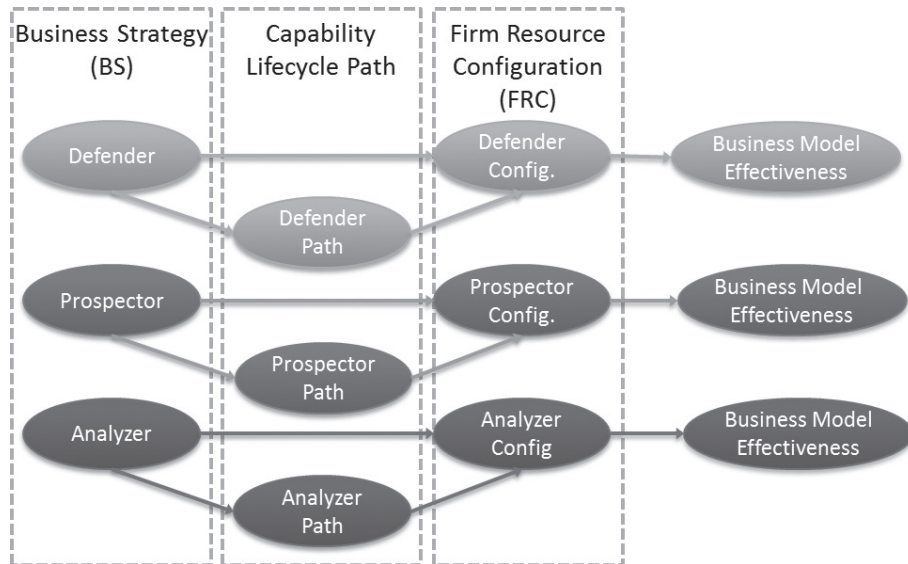 Business Strategy
(BS)
Capability
Lifecycle Path
Firm Resource
Configuration
(FRC)
Defender
Defender
Config.
Business Model
Effectiveness
Defender
Path
Prospector
Prospector
Config.
Business Model
Effectiveness
Prospector
Path
Analyzer
Analyzer
Config
Business Model
Effectiveness
Analyzer
Path